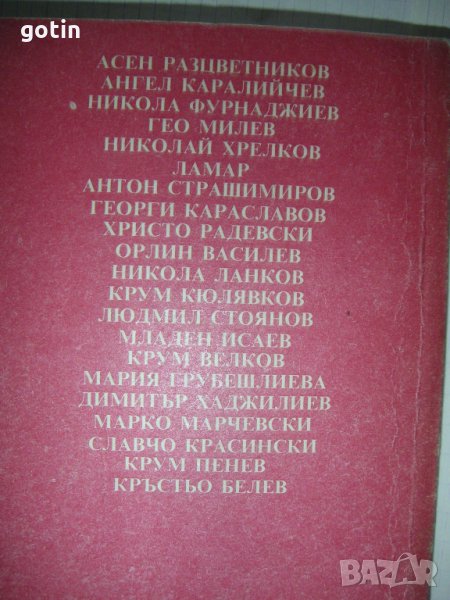 gotin
АСЕН РАЗЦВЕТНИКОВ
АНГЕЛ КАРАЛИЙЧЕВ
НИКОЛА ФУРНАДЖИЕВ
ГЕО МИЛЕВ
НИКОЛАЙ ХРЕЛКОВ
ЛАМАР
АНТОН СТРАШИМИРОВ
ГЕОРГИ КАРАСЛАВОВ
ХРИСТО РАДЕВСКИ
ОРЛИН ВАСИЛЕВ
НИКОЛА ЛАНКОВ
КРУМ КЮЛЯВКОВ
ЛЮДМИЛ СТОЯНОВ
МЛАДЕН ИСАЕВ
КРУМ ВЕЛКОВ
МАРИЯ ГРУБЕШЛИЕВА
ДИМИТЪР ХАДЖИЛИЕВ
МАРКО МАРЧЕВСКИ
СЛАВЧО КРАСИНСКИ
КРУМ ПЕНЕВ
КРЪСТЬО БЕЛЕВ
BAZAR